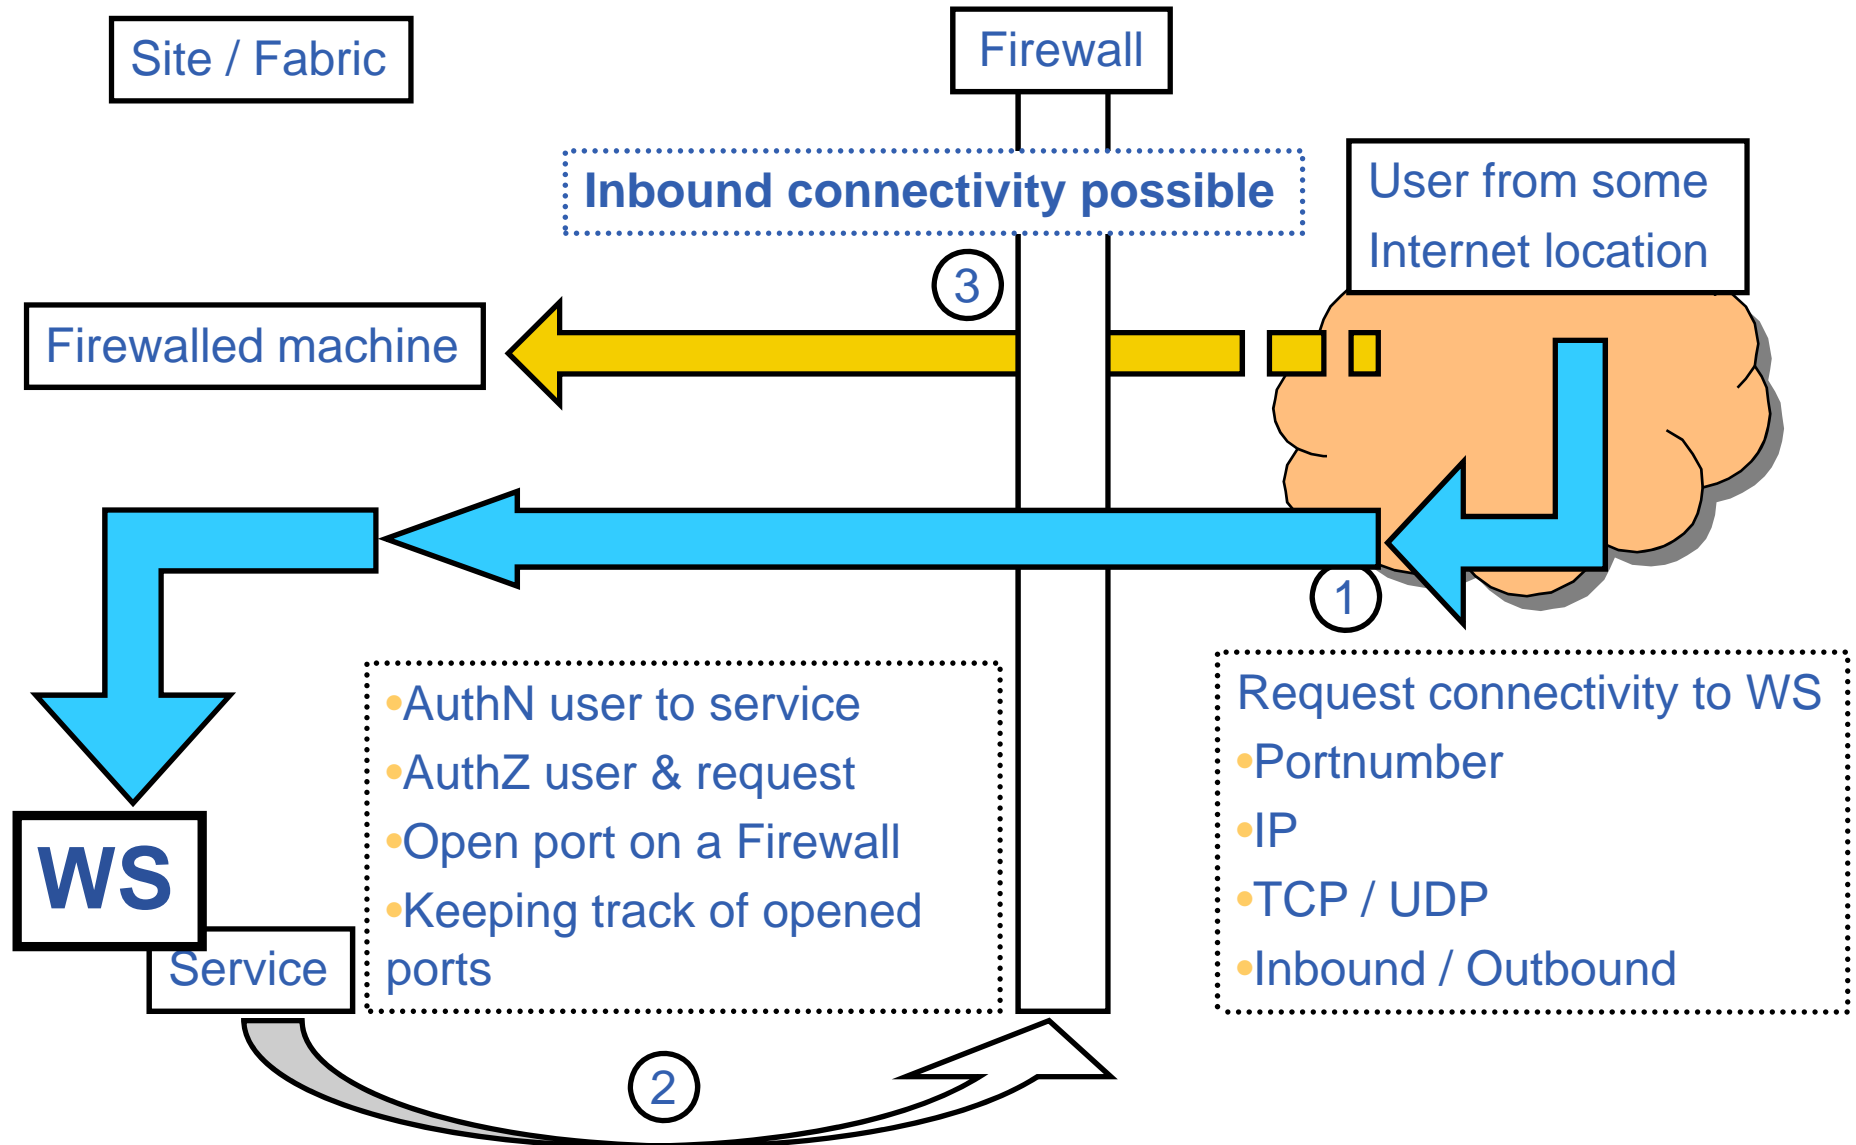 Site / Fabric
Firewall
Inbound connectivity possible
User from some
Internet location
3
Firewalled machine
1
•AuthN user to service
•AuthZ user & request
•Open port on a Firewall
•Keeping track of opened
ports
Request connectivity to WS
•Portnumber
•IP
•TCP / UDP
•Inbound / Outbound
WS
Service
2